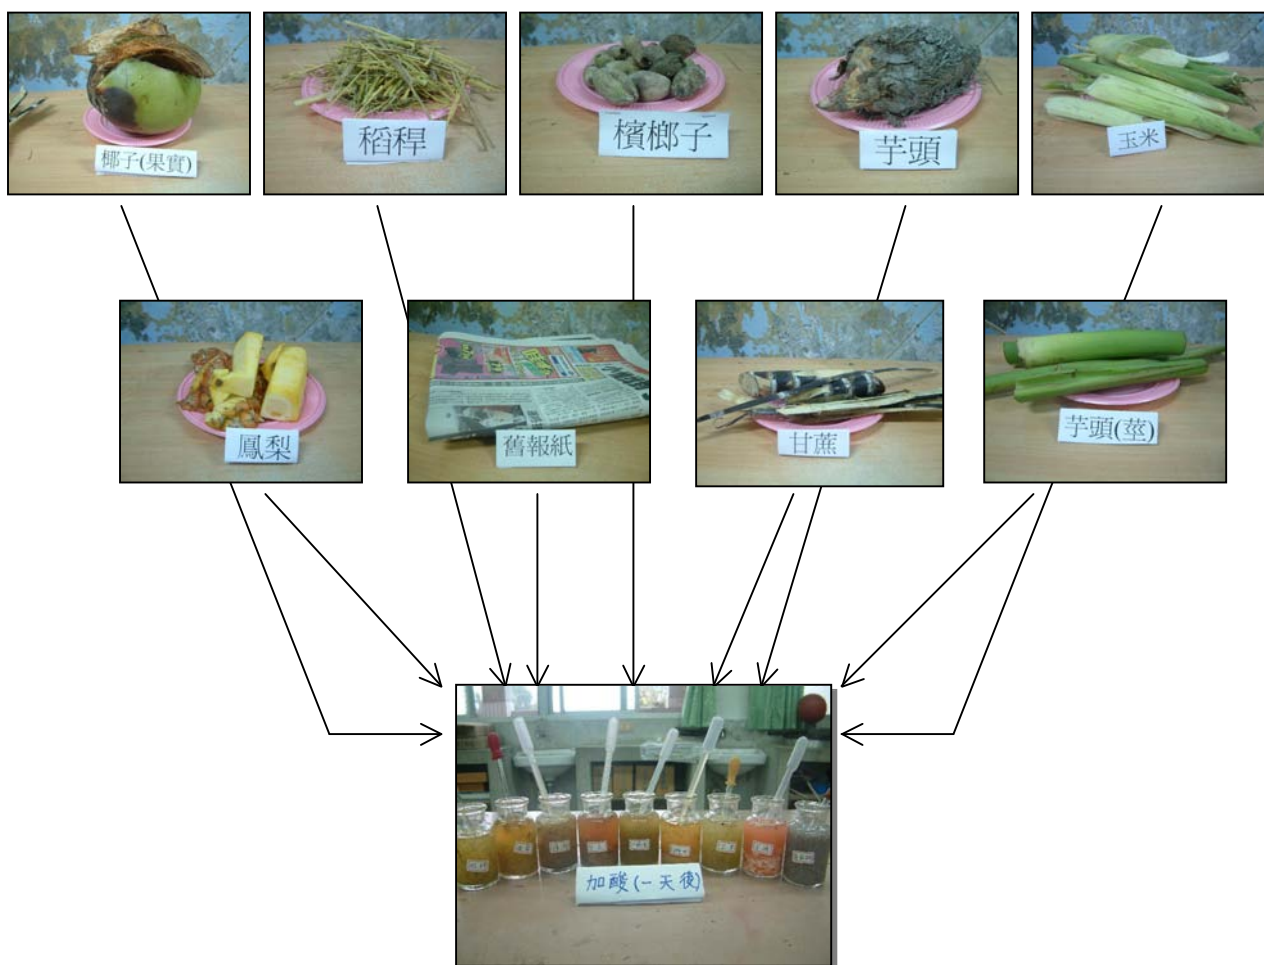 椰子(果實)
稻稈
檳榔子
芋頭
玉米
鳳梨
舊報紙
甘蔗
芋頭(莖)
加酸(一天後)